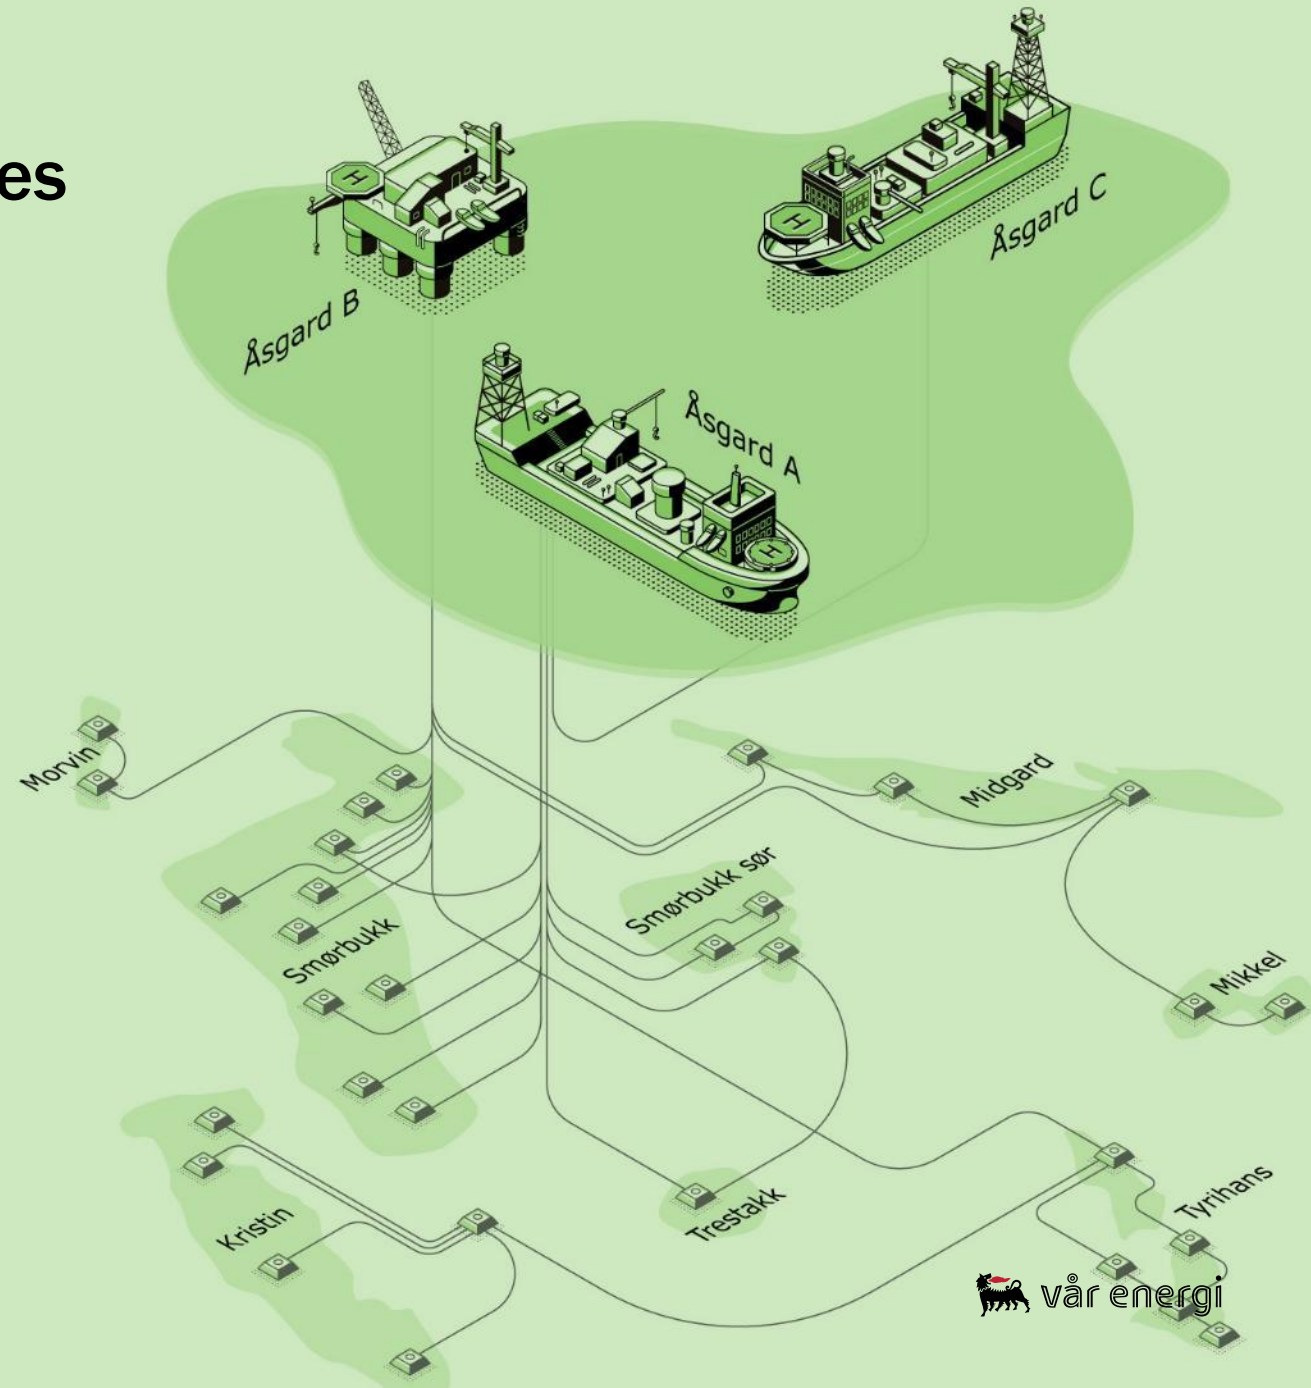 es
Åsgard C
Åsgard B
Åsgard A
Morvin
Midgard
Smørbukk sør
Smørbukk
Mikkel
Trestakk
Tyrihans
Kristin
vår energi
H
H
H